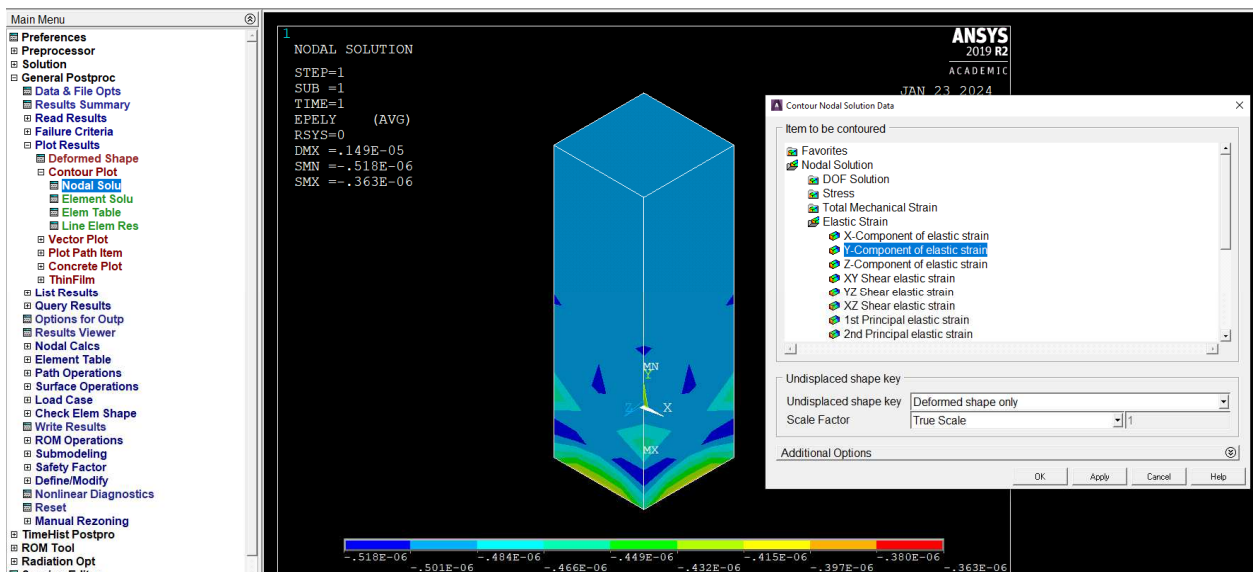 Main Menu
Preferences
Preprocessor
Solution
General Postproc
Data & File Opts
Results Summary
Read Results
Failure Criteria
Plot Results
Deformed Shape
Contour Plot
Nodal Solu
Element Solu
Elem Table
Line Elem Res
Vector Plot
Plot Path Item
Concrete Plot
ThinFilm
List Results
Query Results
Options for Outp
Results Viewer
Nodal Calcs
Element Table
Path Operations
Surface Operations
Load Case
Check Elem Shape
Write Results
ROM Operations
Submodeling
Safety Factor
Define/Modify
Nonlinear Diagnostics
Reset
Manual Rezoning
TimeHist Postpro
ROM Tool
Radiation Opt
1
NODAL SOLUTION
STEP=1
SUB =1
TIME=1
EPELY (AVG)
RSYS=0
DMX =.149E-05
SMN =-.518E-06
SMX =-.363E-06
ANSYS
2019 R2
ACADEMIC
JAN 23 2024
MN
Y
Z X
MX
-.518E-06 -.484E-06 -.449E-06 -.415E-06 -.380E-06
-.501E-06 -.466E-06 -.432E-06 -.397E-06 -.363E-06
Contour Nodal Solution Data
Item to be contoured
Favorites
Nodal Solution
DOF Solution
Stress
Total Mechanical Strain
Elastic Strain
X-Component of elastic strain
Y-Component of elastic strain
Z-Component of elastic strain
XY Shear elastic strain
YZ Shear elastic strain
XZ Shear elastic strain
1st Principal elastic strain
2nd Principal elastic strain
Undisplaced shape key
Undisplaced shape key Deformed shape only
Scale Factor True Scale 1
Additional Options
OK Apply Cancel Help